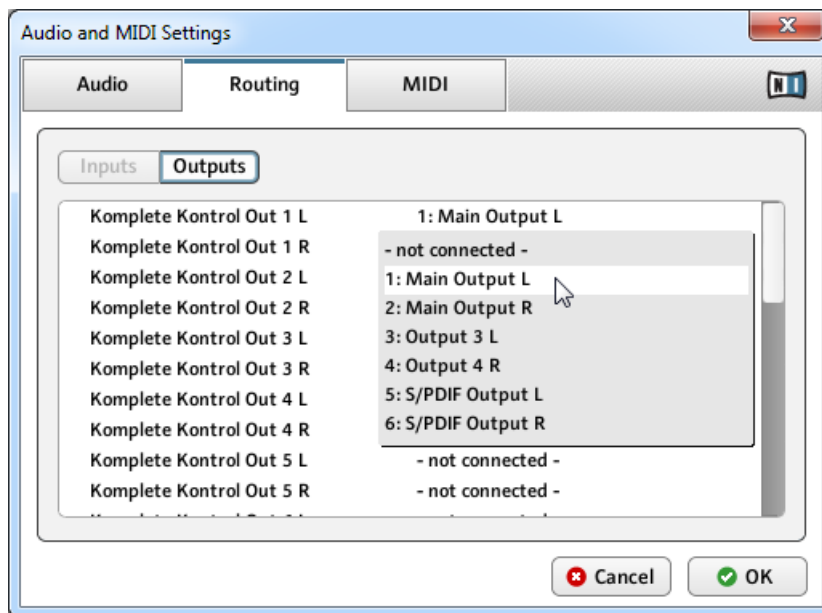 Audio and MIDI Settings
Audio Routing MIDI
NI
Inputs Outputs
Komplete Kontrol Out 1 L 1: Main Output L
Komplete Kontrol Out 1 R - not connected -
Komplete Kontrol Out 2 L 1: Main Output L
Komplete Kontrol Out 2 R 2: Main Output R
Komplete Kontrol Out 3 L 3: Output 3 L
Komplete Kontrol Out 3 R 4: Output 4 R
Komplete Kontrol Out 4 L 5: S/PDIF Output L
Komplete Kontrol Out 4 R 6: S/PDIF Output R
Komplete Kontrol Out 5 L - not connected -
Komplete Kontrol Out 5 R - not connected -
Cancel OK